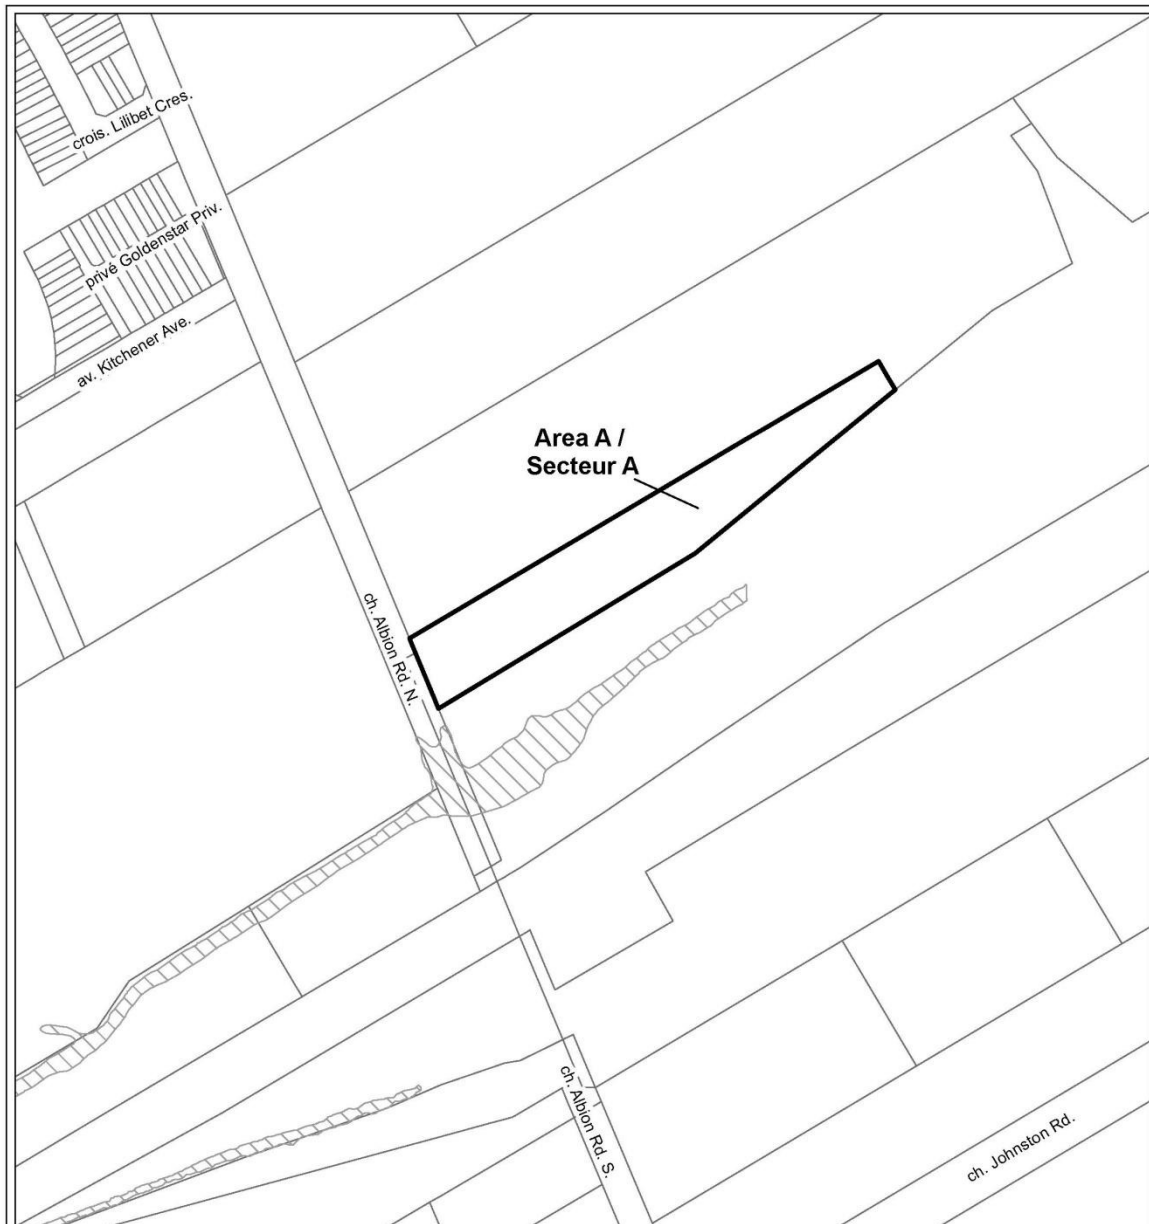 crois. Lilibet Cres.
privé Goldenstar Priv.
av. Kitchener Ave.
Area A /
Secteur A
ch. Albion Rd. N.
ch. Albion Rd. S.
ch. Johnston Rd.